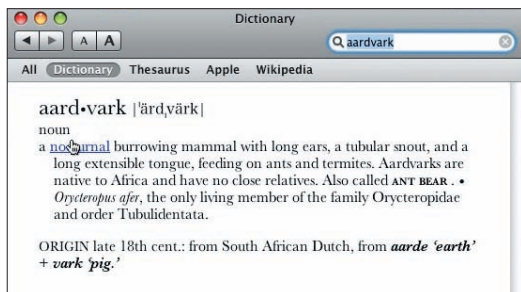 Dictionary
A A
aardvark
All Dictionary Thesaurus Apple Wikipedia
aard•vark |ˈärdˌvärk|
noun
a nocturnal burrowing mammal with long ears, a tubular snout, and a
long extensible tongue, feeding on ants and termites. Aardvarks are
native to Africa and have no close relatives. Also called ANT BEAR . •
Orycteropus afer, the only living member of the family Orycteropidae
and order Tubulidentata.
ORIGIN late 18th cent.: from South African Dutch, from aarde ‘earth’
+ vark ‘pig.’